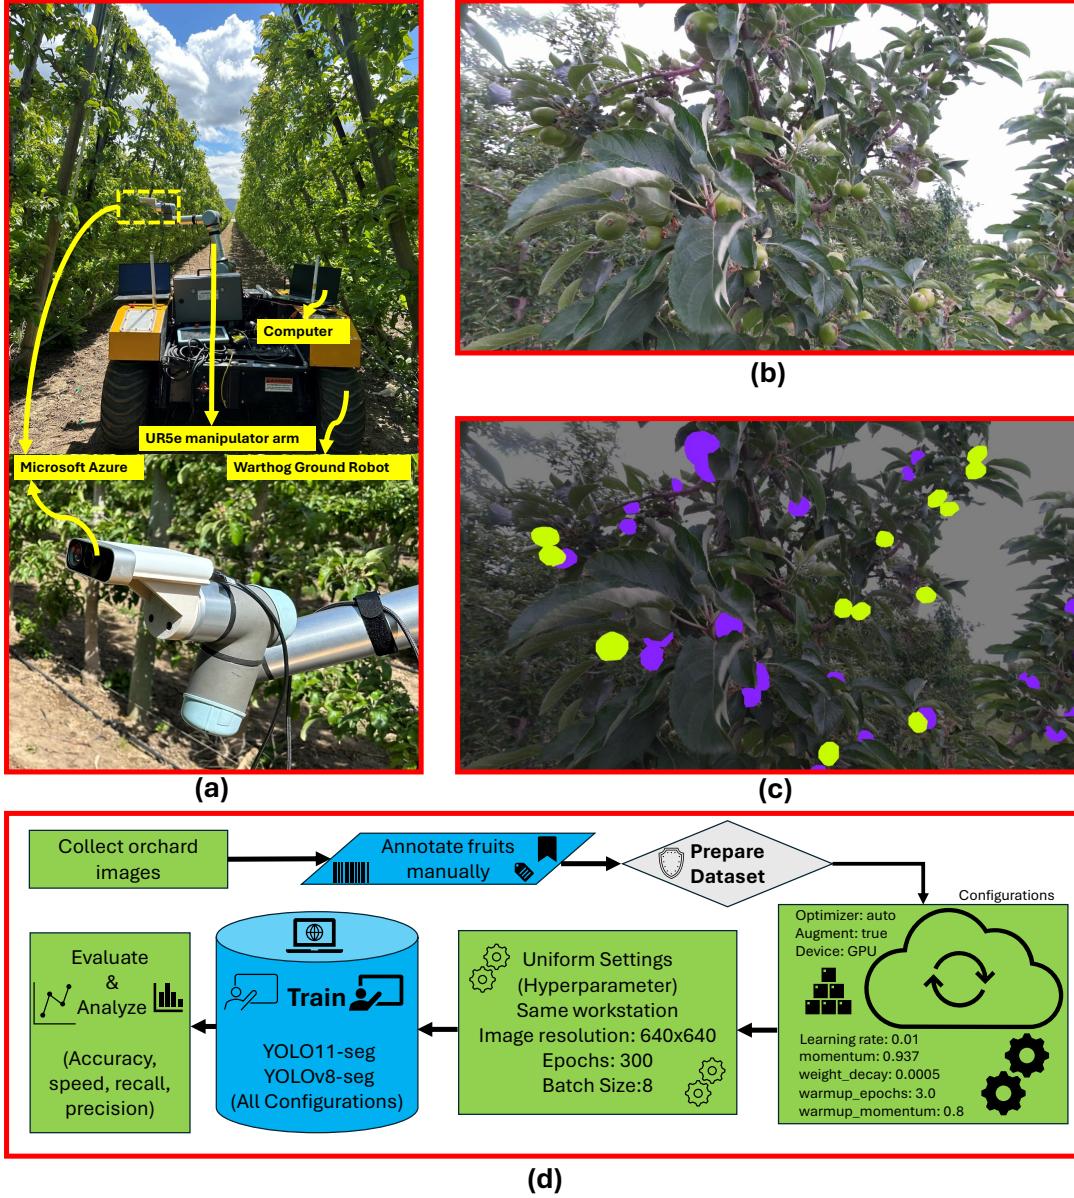 Computer
UR5e manipulator arm
Microsoft Azure
Warthog Ground Robot
(a)
(b)
(c)
Collect orchard
images
Annotate fruits
manually
Prepare
Dataset
Configurations
Optimizer: auto
Augment: true
Device: GPU
Learning rate: 0.01
momentum: 0.937
weight_decay: 0.0005
warmup_epochs: 3.0
warmup_momentum: 0.8
Uniform Settings
(Hyperparameter)
Same workstation
Image resolution: 640x640
Epochs: 300
Batch Size:8
Train
YOLO11-seg
YOLOv8-seg
(All Configurations)
Evaluate
&
Analyze
(Accuracy,
speed, recall,
precision)
(d)